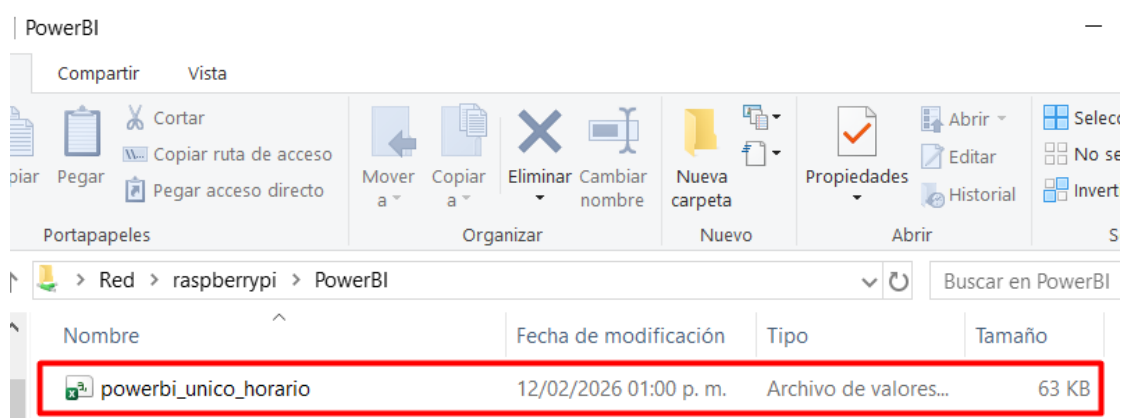 PowerBI
Compartir Vista
Cortar
Copiar ruta de acceso
Pegar acceso directo
piar Pegar
Mover a Copiar a Eliminar Cambiar nombre
Nueva carpeta
Propiedades
Abrir
Editar
Historial
Selecc
No se
Invert
Portapapeles Organizar Nuevo Abrir S
> Red > raspberrypi > PowerBI
Buscar en PowerBI
Nombre Fecha de modificación Tipo Tamaño
powerbi_unico_horario 12/02/2026 01:00 p. m. Archivo de valores... 63 KB